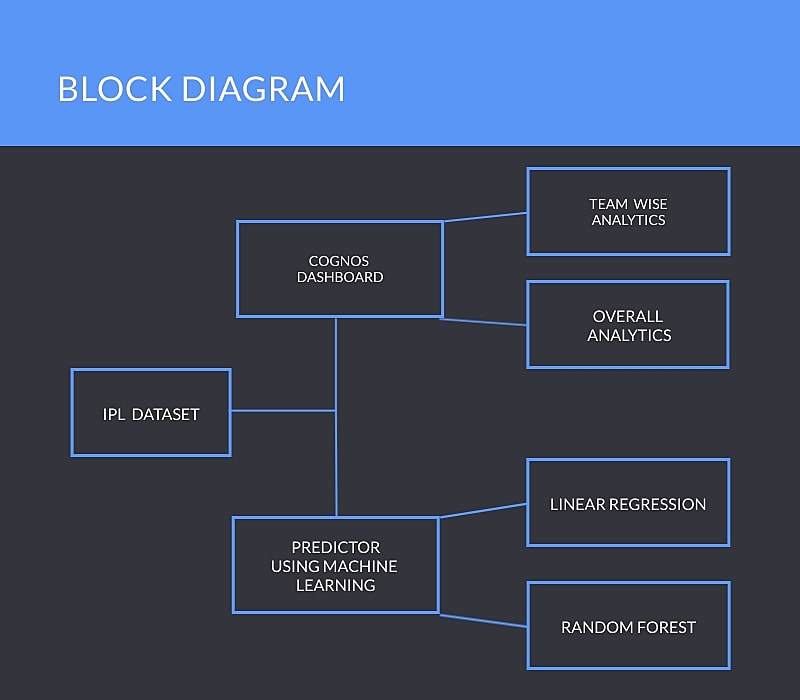 BLOCK DIAGRAM
TEAM WISE
ANALYTICS
COGNOS
DASHBOARD
OVERALL
ANALYTICS
IPL DATASET
LINEAR REGRESSION
PREDICTOR
USING MACHINE
LEARNING
RANDOM FOREST